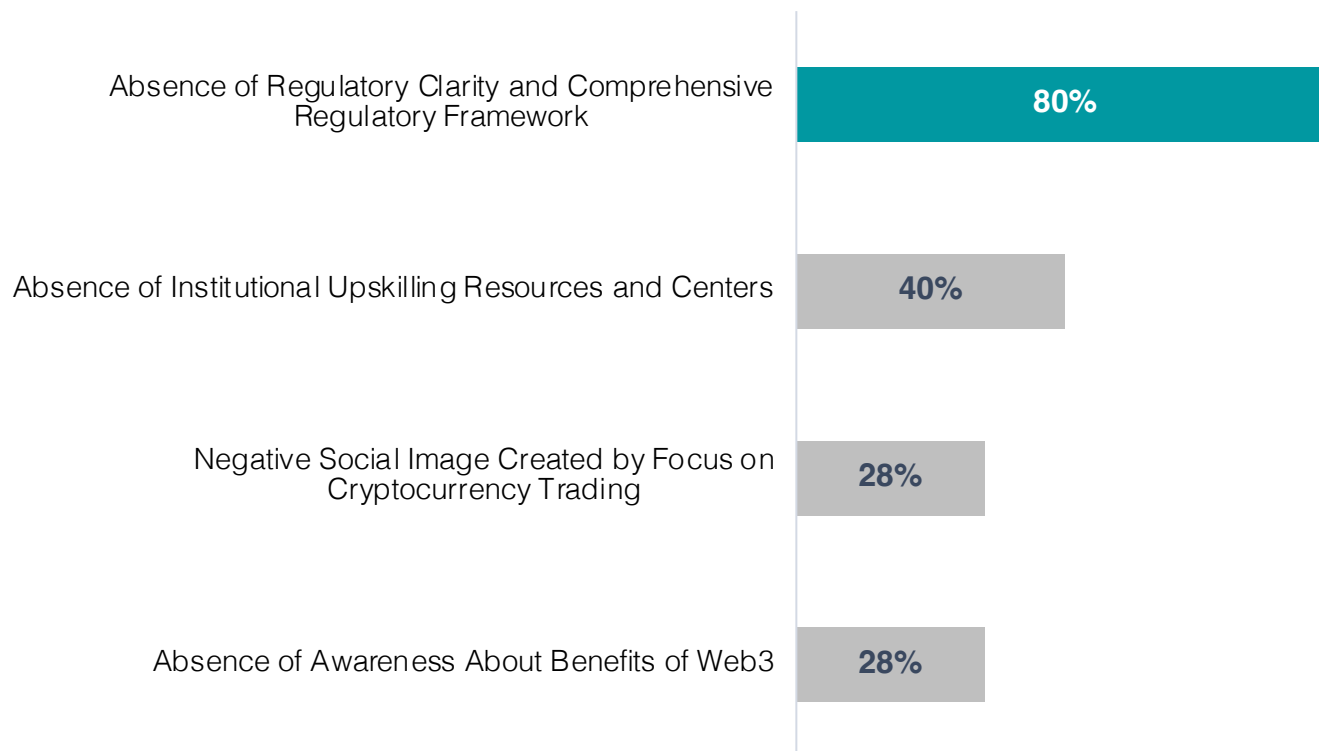 Absence of Regulatory Clarity and Comprehensive
Regulatory Framework
80%
Absence of Institutional Upskilling Resources and Centers
40%
Negative Social Image Created by Focus on
Cryptocurrency Trading
28%
Absence of Awareness About Benefits of Web3
28%